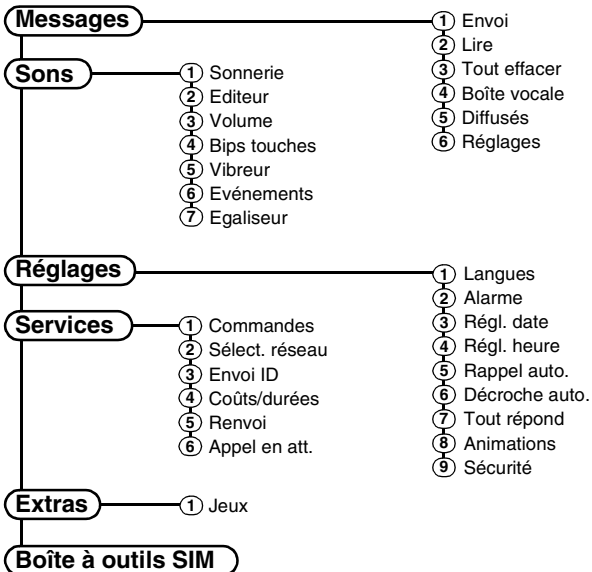 Messages
1 Envoi
2 Lire
3 Tout effacer
4 Boîte vocale
5 Diffusés
6 Réglages
Sons
1 Sonnerie
2 Editeur
3 Volume
4 Bips touches
5 Vibreur
6 Evénements
7 Egaliseur
Réglages
1 Langues
2 Alarme
3 Régl. date
4 Régl. heure
5 Rappel auto.
6 Décroche auto.
7 Tout répond
8 Animations
9 Sécurité
Services
1 Commandes
2 Sélect. réseau
3 Envoi ID
4 Coûts/durées
5 Renvoi
6 Appel en att.
Extras
1 Jeux
Boîte à outils SIM